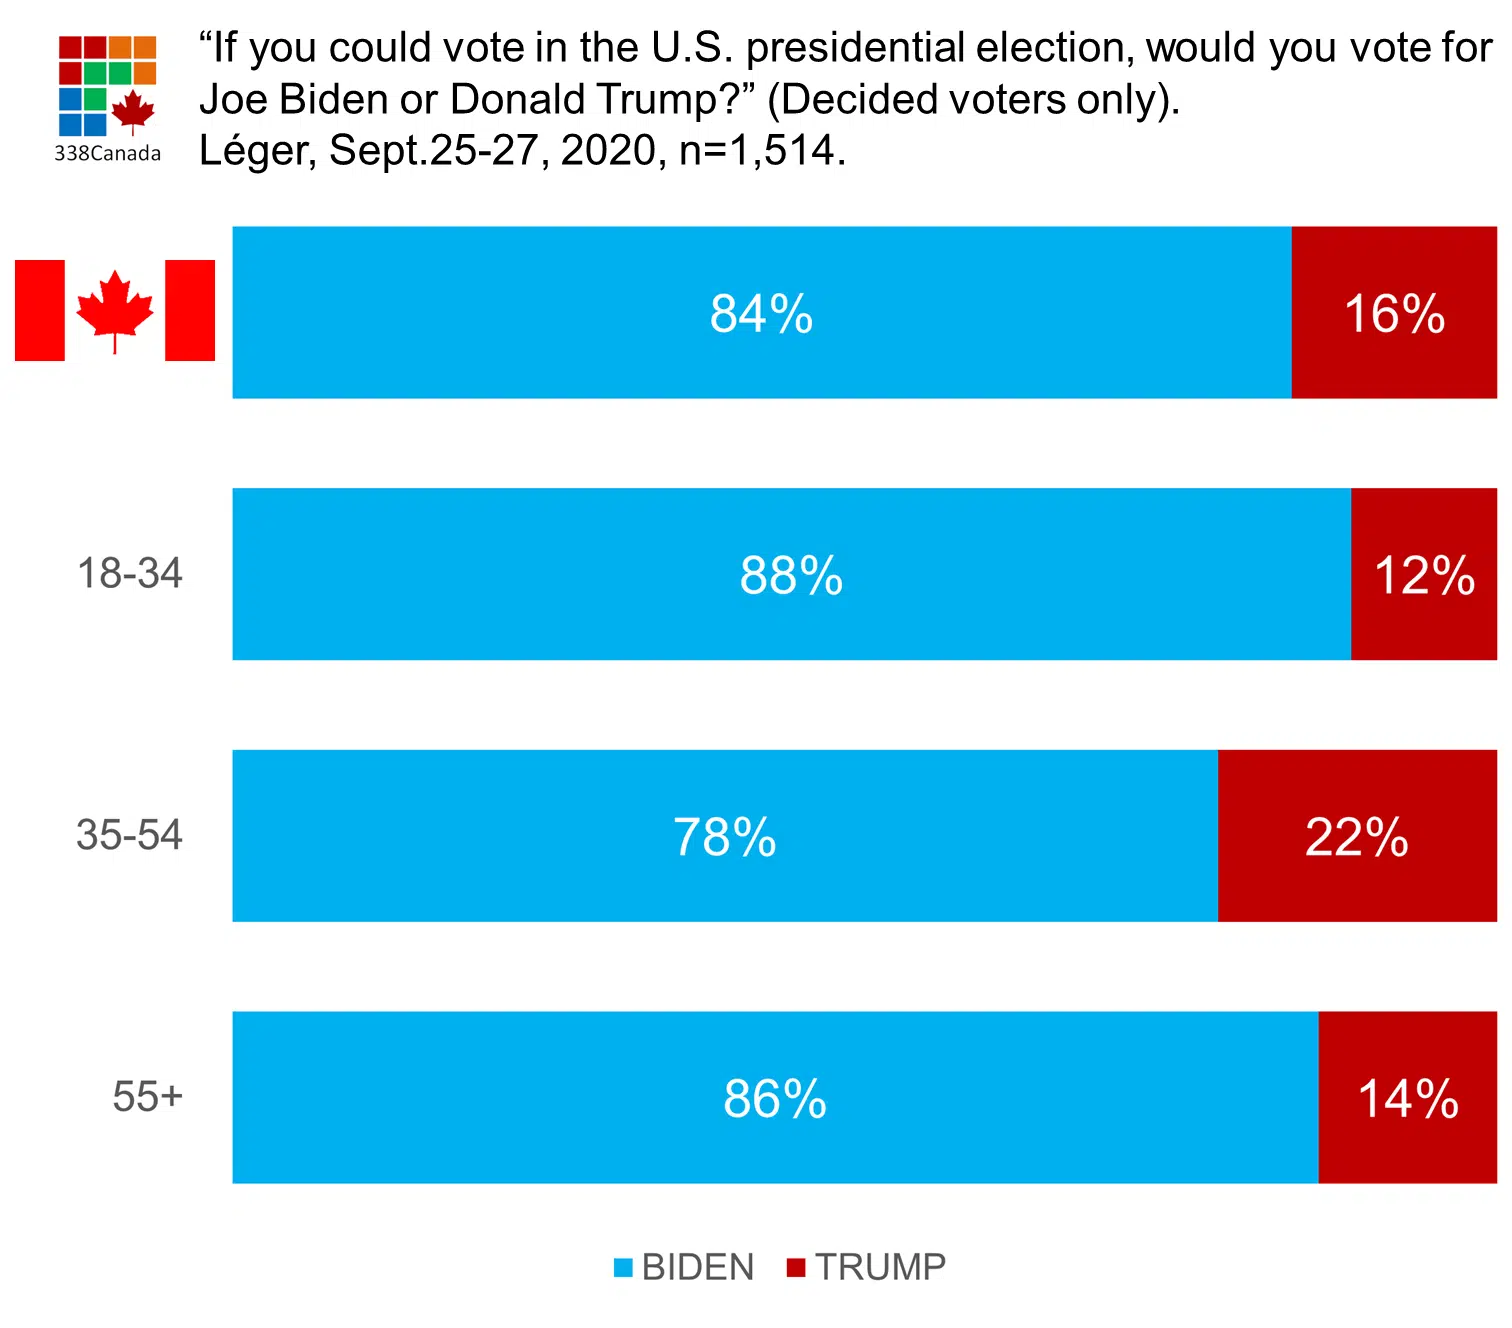 “If you could vote in the U.S. presidential election, would you vote for
Joe Biden or Donald Trump?” (Decided voters only).
Léger, Sept.25-27, 2020, n=1,514.
338Canada
84% 16%
18-34 88% 12%
35-54 78% 22%
55+ 86% 14%
BIDEN TRUMP